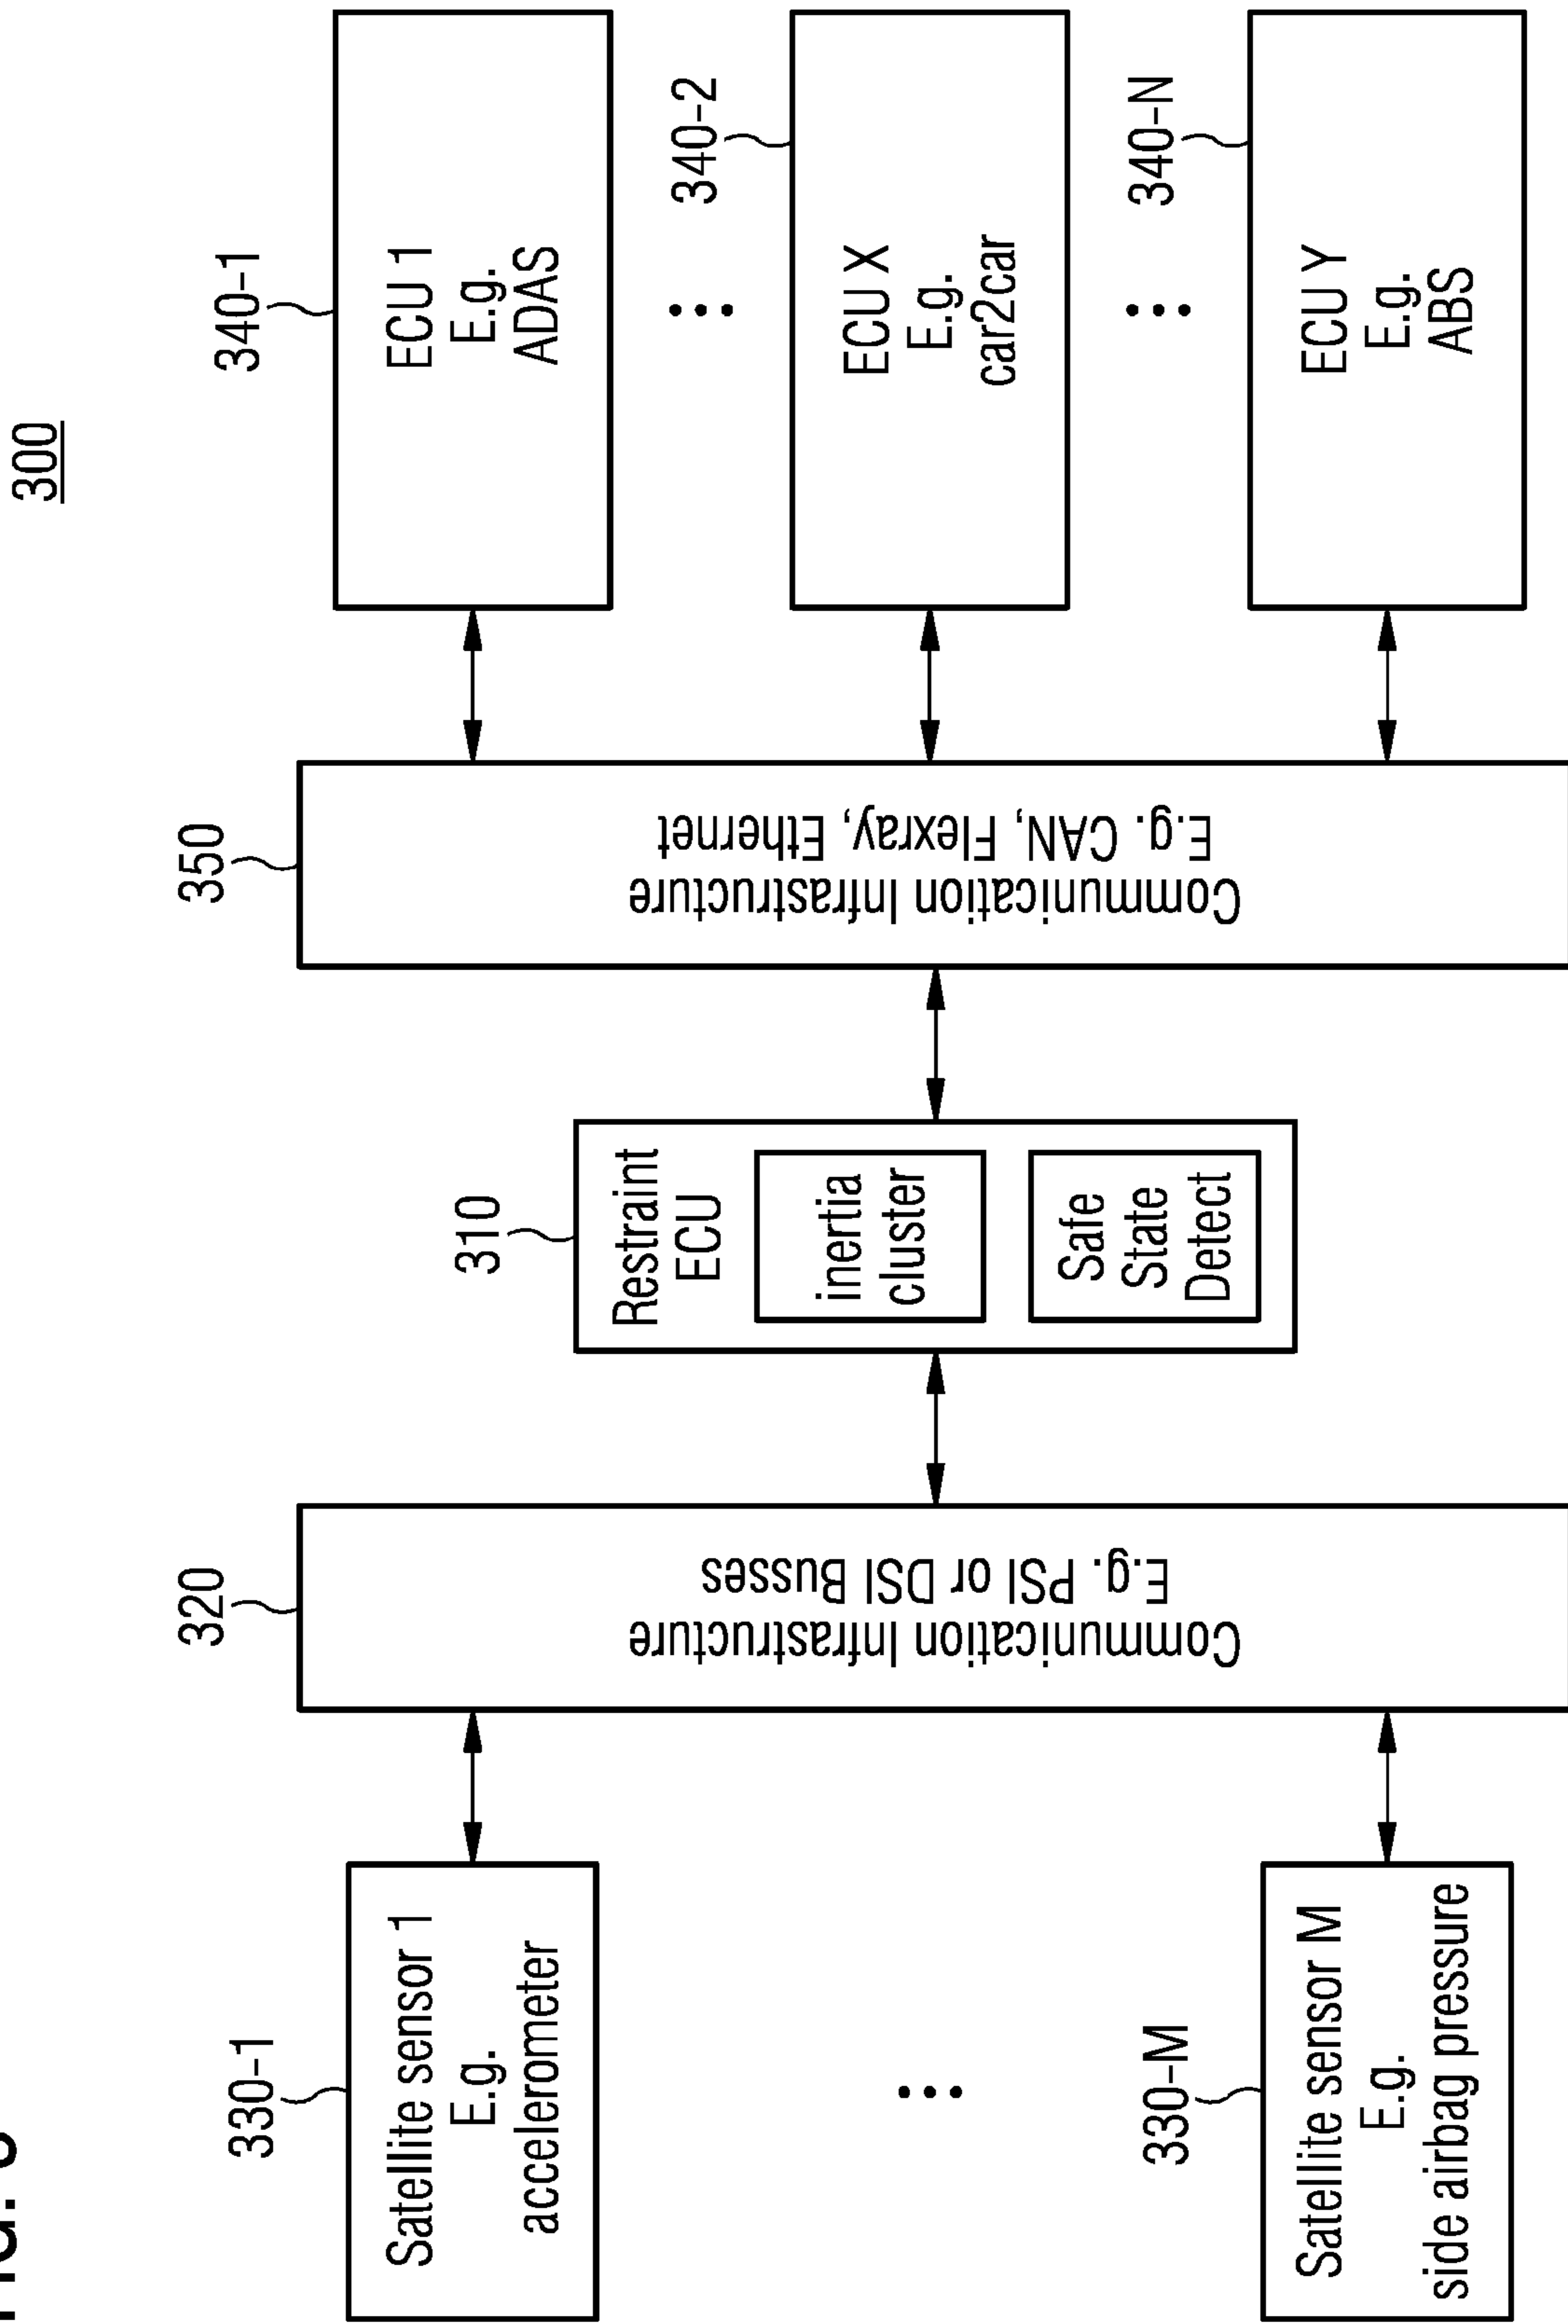 300
330-1
Satellite sensor 1
E.g.
accelerometer
330-M
Satellite sensor M
E.g.
side airbag pressure
320
Communication Infrastructure
E.g. PSI or DSI Busses
310
Restraint
ECU
inertia
cluster
Safe
State
Detect
350
Communication Infrastructure
E.g. CAN, Flexray, Ethernet
340-1
ECU 1
E.g.
ADAS
340-2
ECU X
E.g.
car2car
340-N
ECU Y
E.g.
ABS